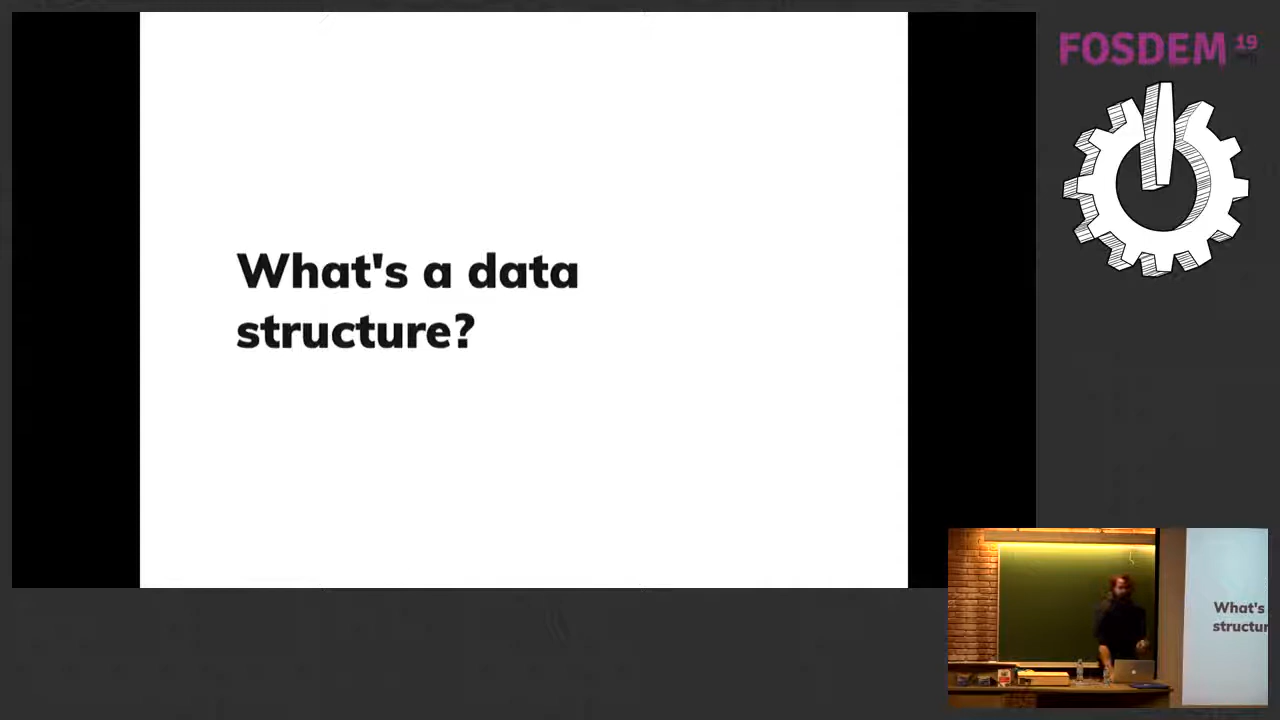 What's a data
structure?
FOSDEM 19
What's
structur